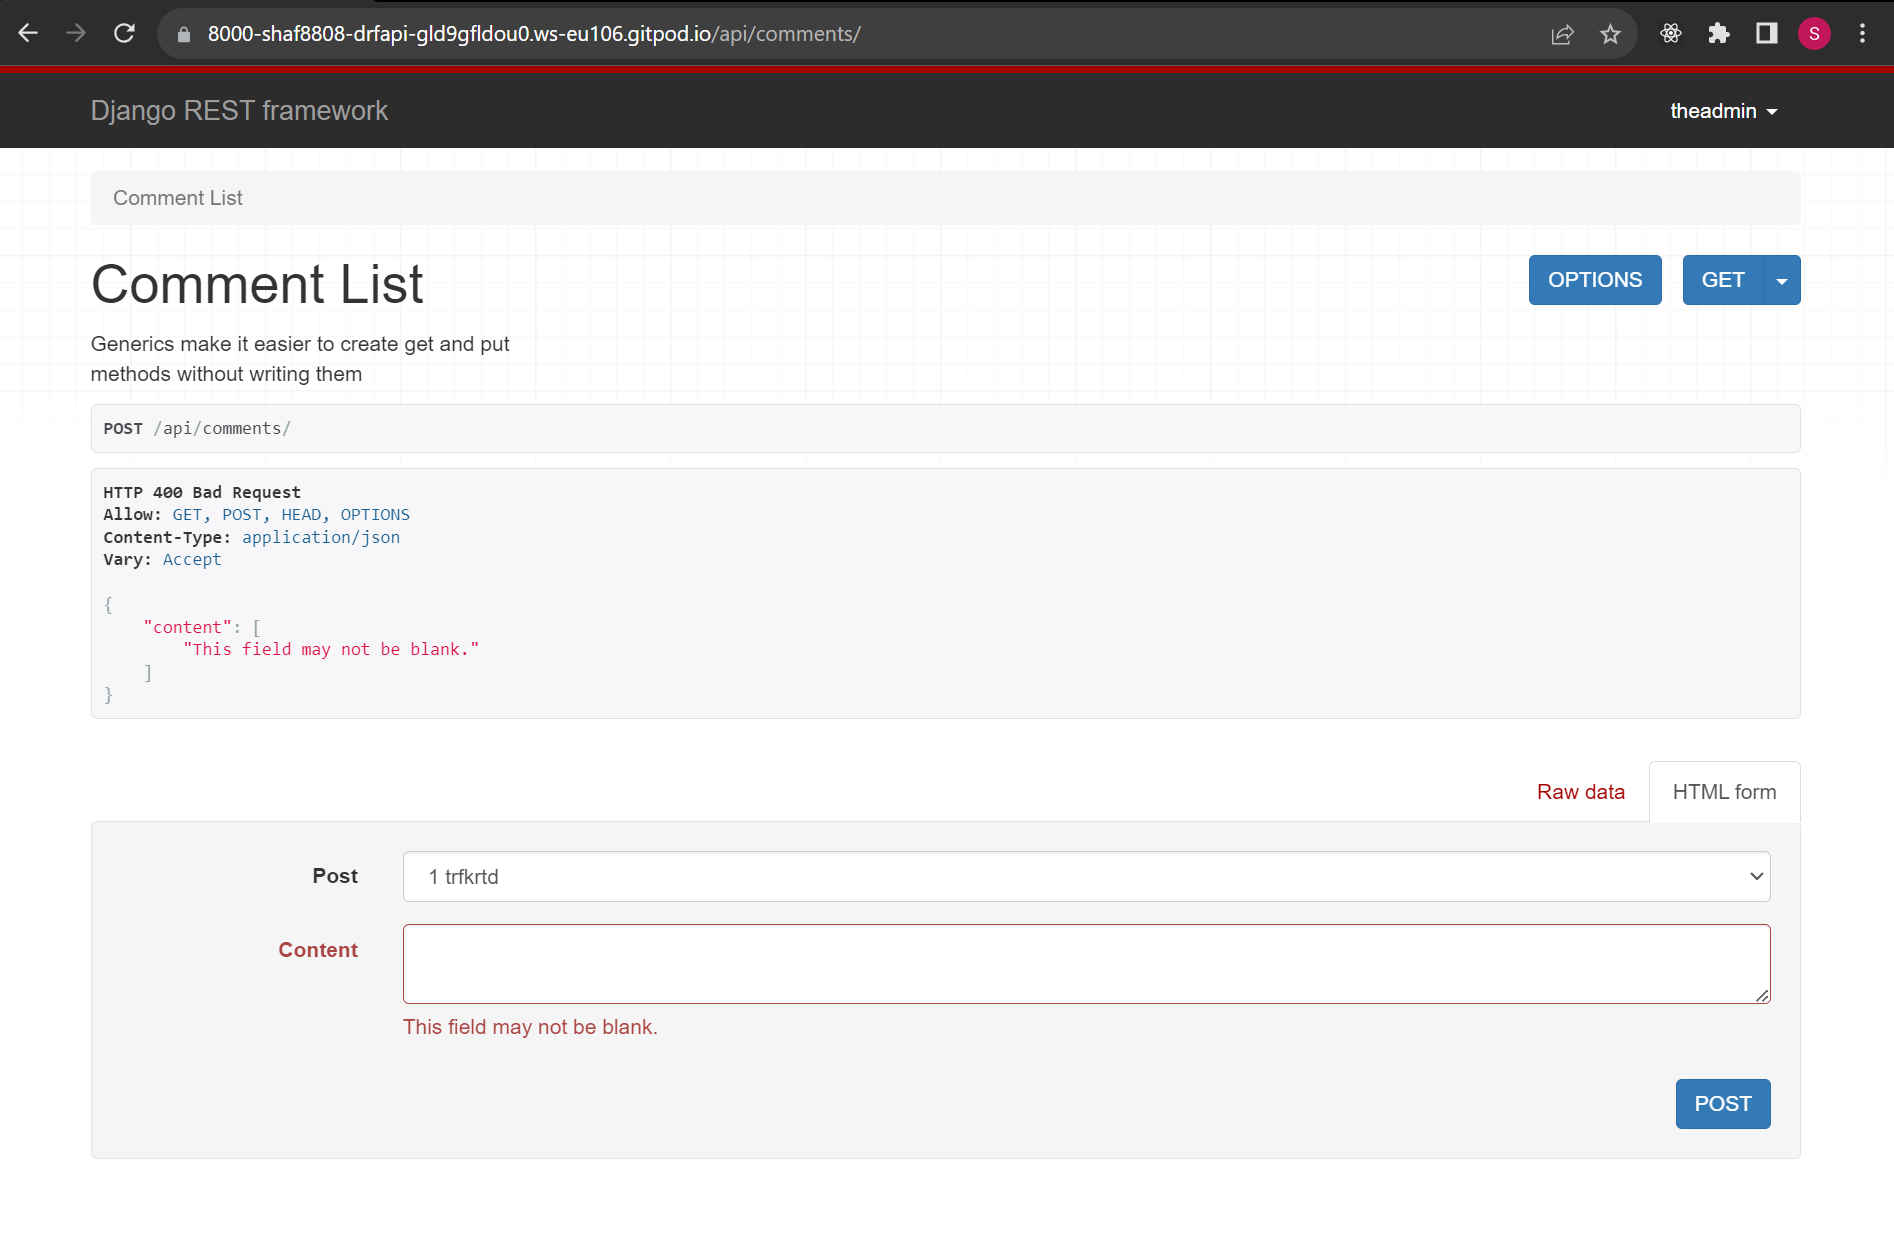 8000-shaf8808-drfapi-gld9gfldou0.ws-eu106.gitpod.io/api/comments/
S
Django REST framework
theadmin
Comment List
Comment List
OPTIONS
GET
Generics make it easier to create get and put
methods without writing them
POST /api/comments/
HTTP 400 Bad Request
Allow: GET, POST, HEAD, OPTIONS
Content-Type: application/json
Vary: Accept
{
    "content": [
        "This field may not be blank."
    ]
}
Raw data
HTML form
Post
1 trfkrtd
Content
This field may not be blank.
POST